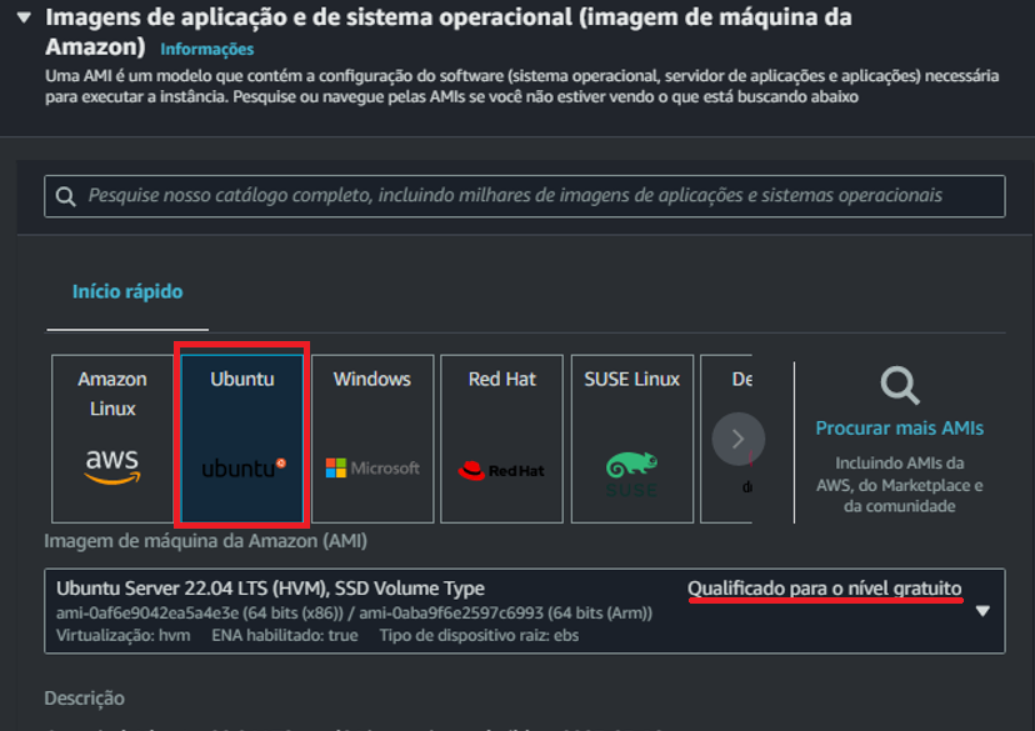 Imagens de aplicação e de sistema operacional (imagem de máquina da
Amazon) Informações
Uma AMI é um modelo que contém a configuração do software (sistema operacional, servidor de aplicações e aplicações) necessária
para executar a instância. Pesquise ou navegue pelas AMIs se você não estiver vendo o que está buscando abaixo
Pesquise nosso catálogo completo, incluindo milhares de imagens de aplicações e sistemas operacionais
Início rápido
Amazon
Linux
aws
Ubuntu
ubuntu
Windows
Microsoft
Red Hat
RedHat
SUSE Linux
SUSE
De
Procurar mais AMIs
Incluindo AMIs da
AWS, do Marketplace e
da comunidade
Imagem de máquina da Amazon (AMI)
Ubuntu Server 22.04 LTS (HVM), SSD Volume Type Qualificado para o nível gratuito
ami-0af6e9042ea5a4e3e (64 bits (x86)) / ami-0aba9f6e2597c6993 (64 bits (Arm))
Virtualização: hvm ENA habilitado: true Tipo de dispositivo raiz: ebs
Descrição